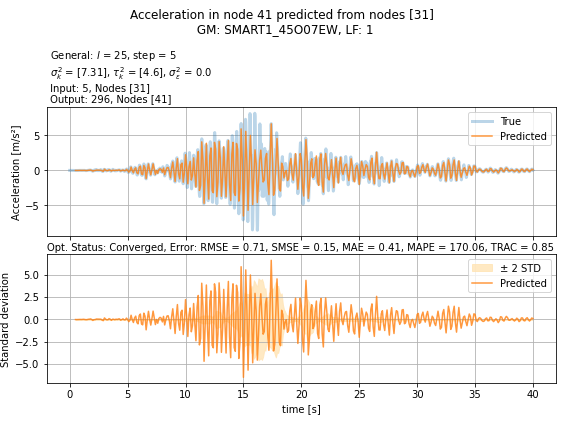 Acceleration in node 41 predicted from nodes [31]
GM: SMART1_45O07EW, LF: 1
General: l = 25, step = 5
σ²ₖ = [7.31], τ²ₖ = [4.6], σ²ε = 0.0
Input: 5, Nodes [31]
Output: 296, Nodes [41]
Acceleration [m/s²]
5
0
−5
True
Predicted
Opt. Status: Converged, Error: RMSE = 0.71, SMSE = 0.15, MAE = 0.41, MAPE = 170.06, TRAC = 0.85
Standard deviation
5.0
2.5
0.0
−2.5
−5.0
± 2 STD
Predicted
0 5 10 15 20 25 30 35 40
time [s]